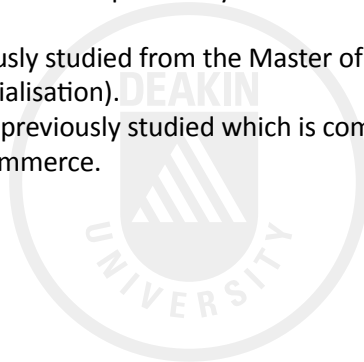 usly studied from the Master of
ialisation).
previously studied which is com
mmerce.
DEAKIN
UNIVERSITY